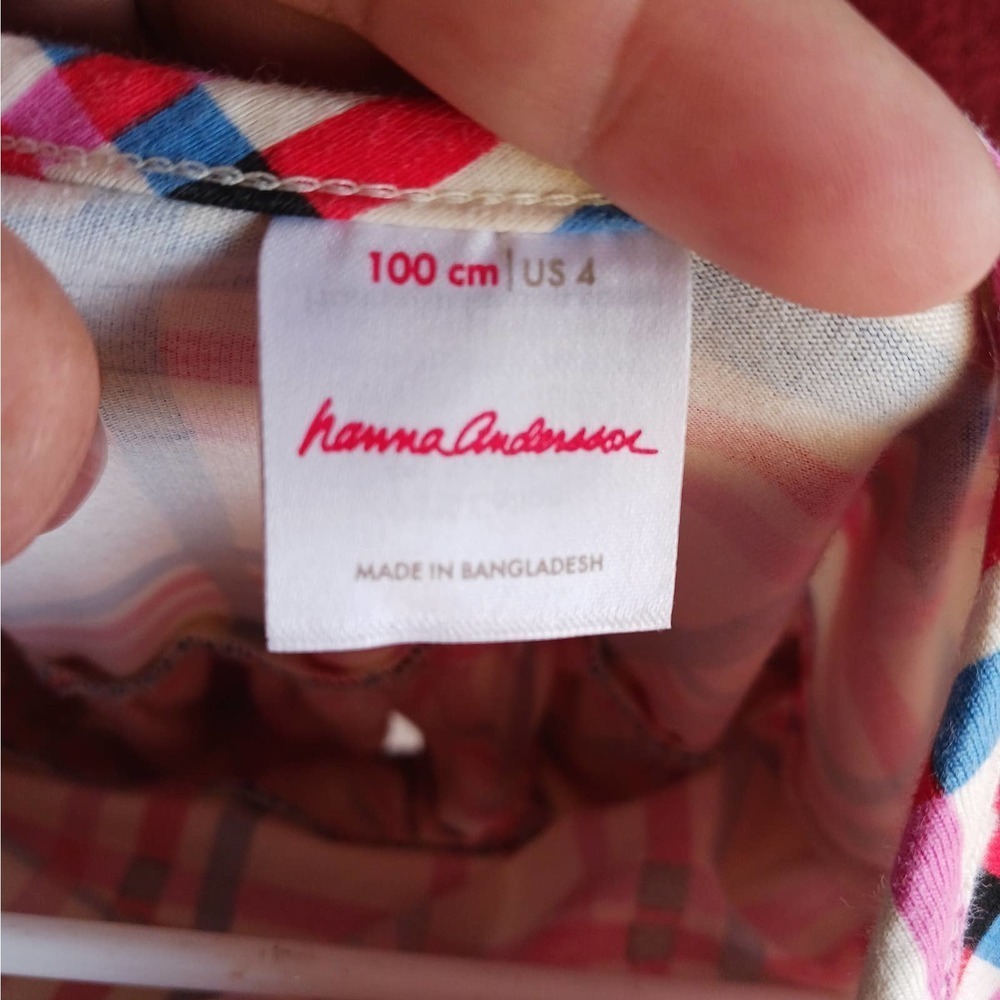 100 cm | US 4
hanna Andersson
MADE IN BANGLADESH